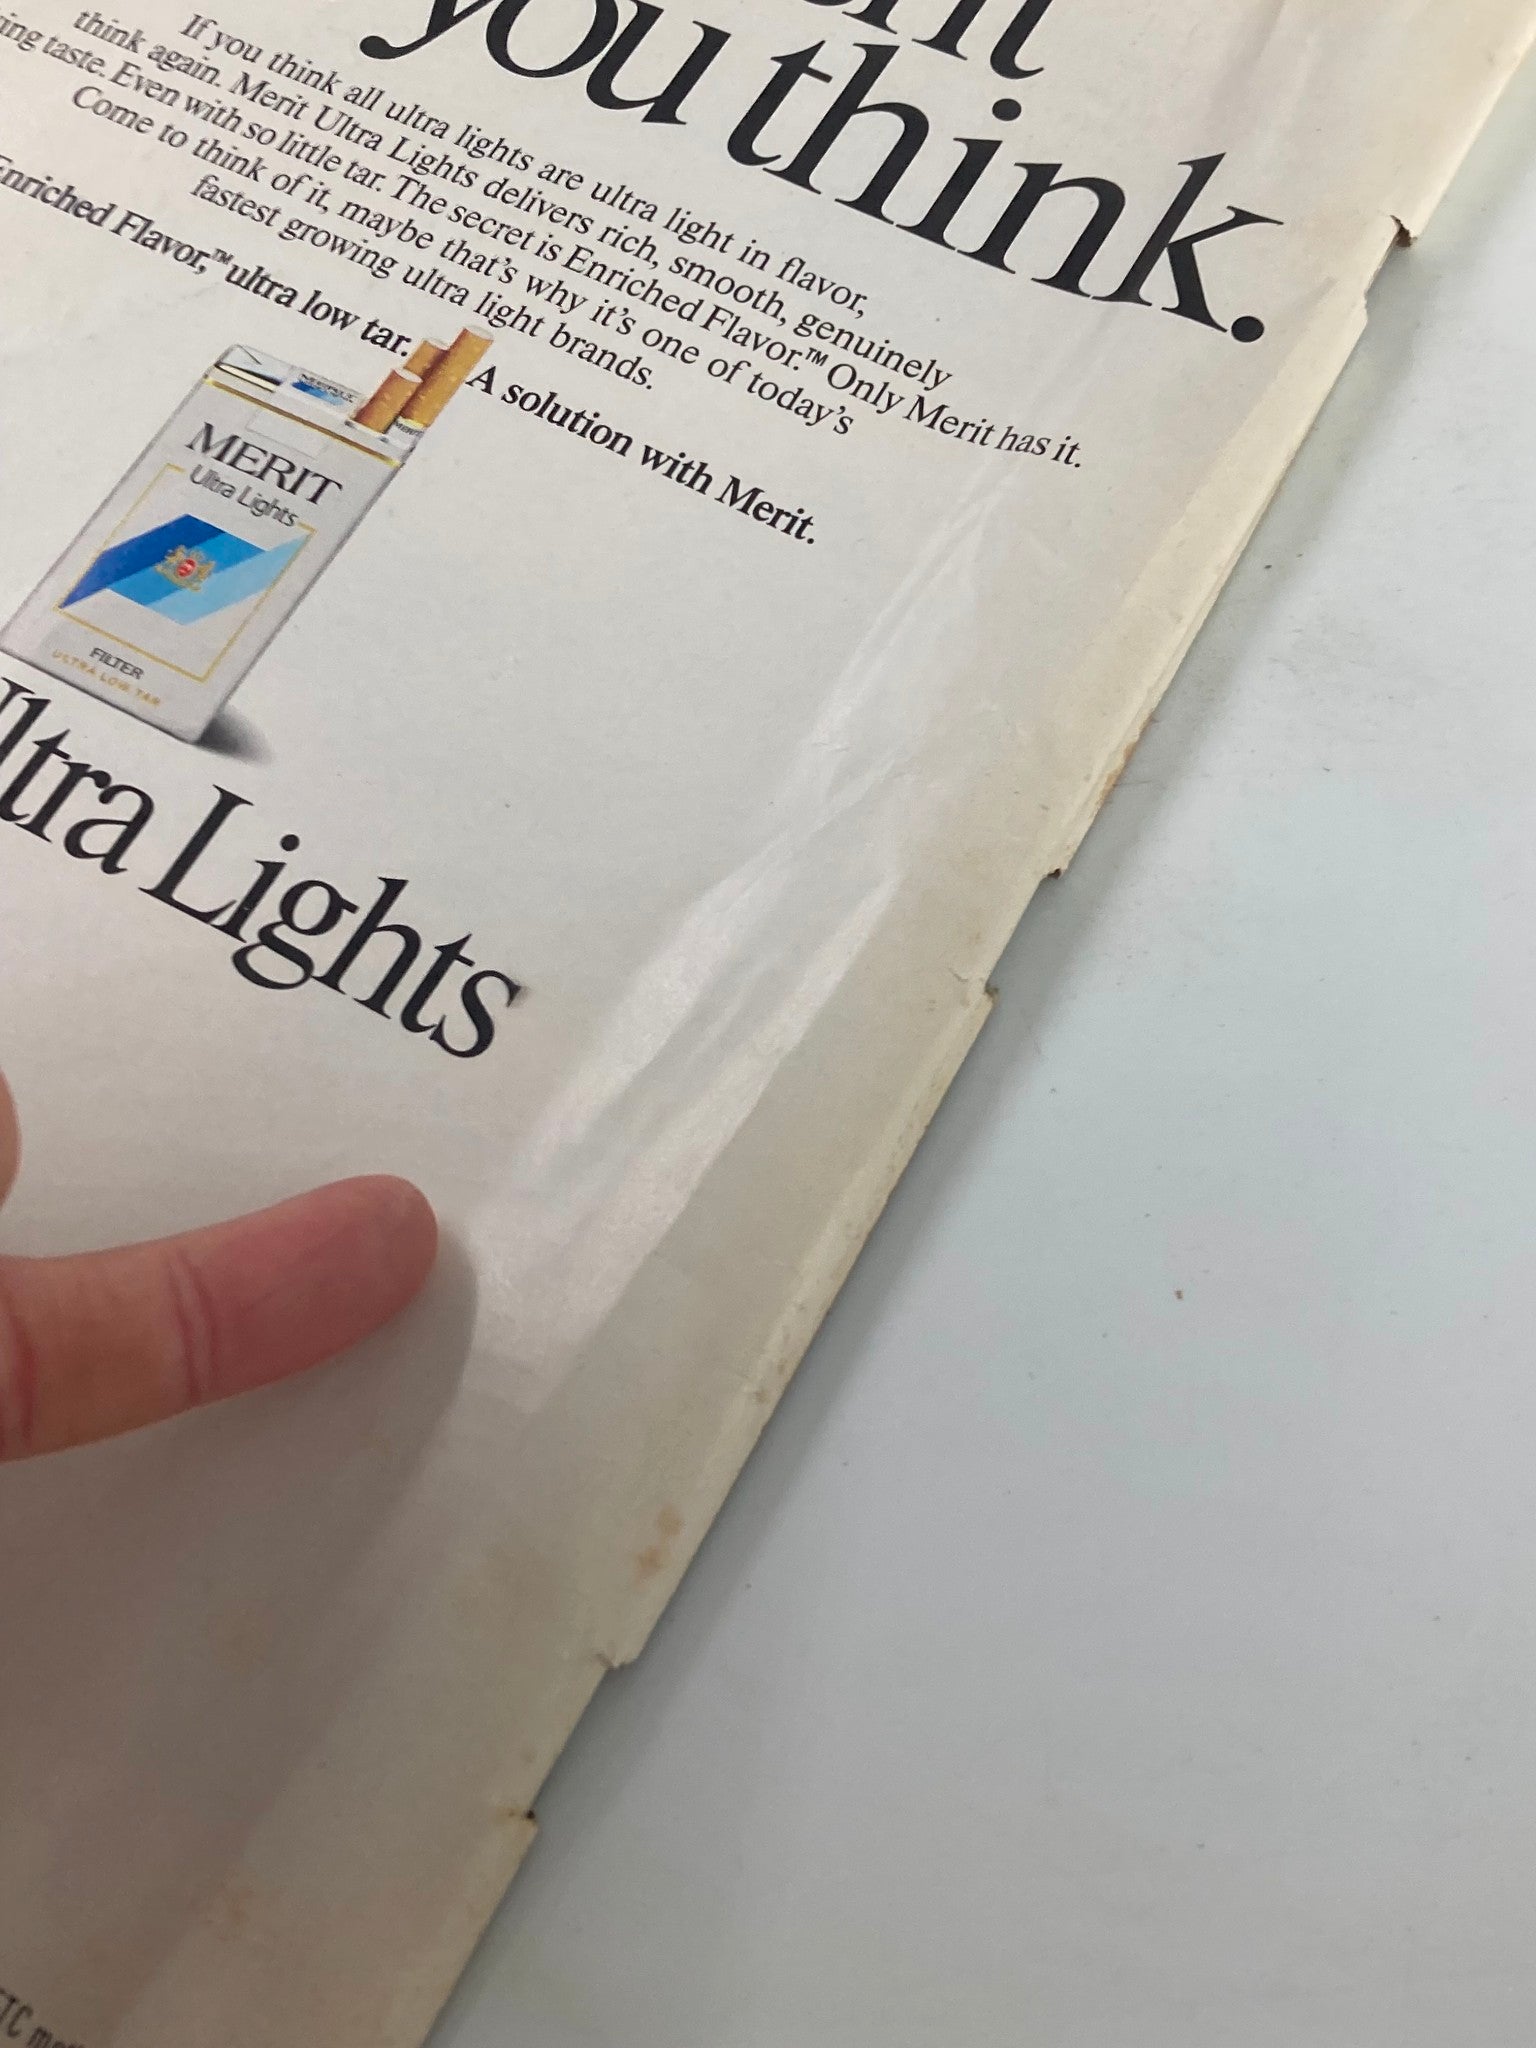 you think.
If you think all ultra lights are ultra light in flavor,
think again. Merit Ultra Lights delivers rich, smooth, genuinely
taste. Even with so little tar. The secret is Enriched Flavor.™ Only Merit has it.
Come to think of it, maybe that's why it's one of today's
fastest growing ultra light brands.
Enriched Flavor,™ ultra low tar. A solution with Merit.
MERIT
Ultra Lights
FILTER
ULTRA LOW TAR
Ultra Lights